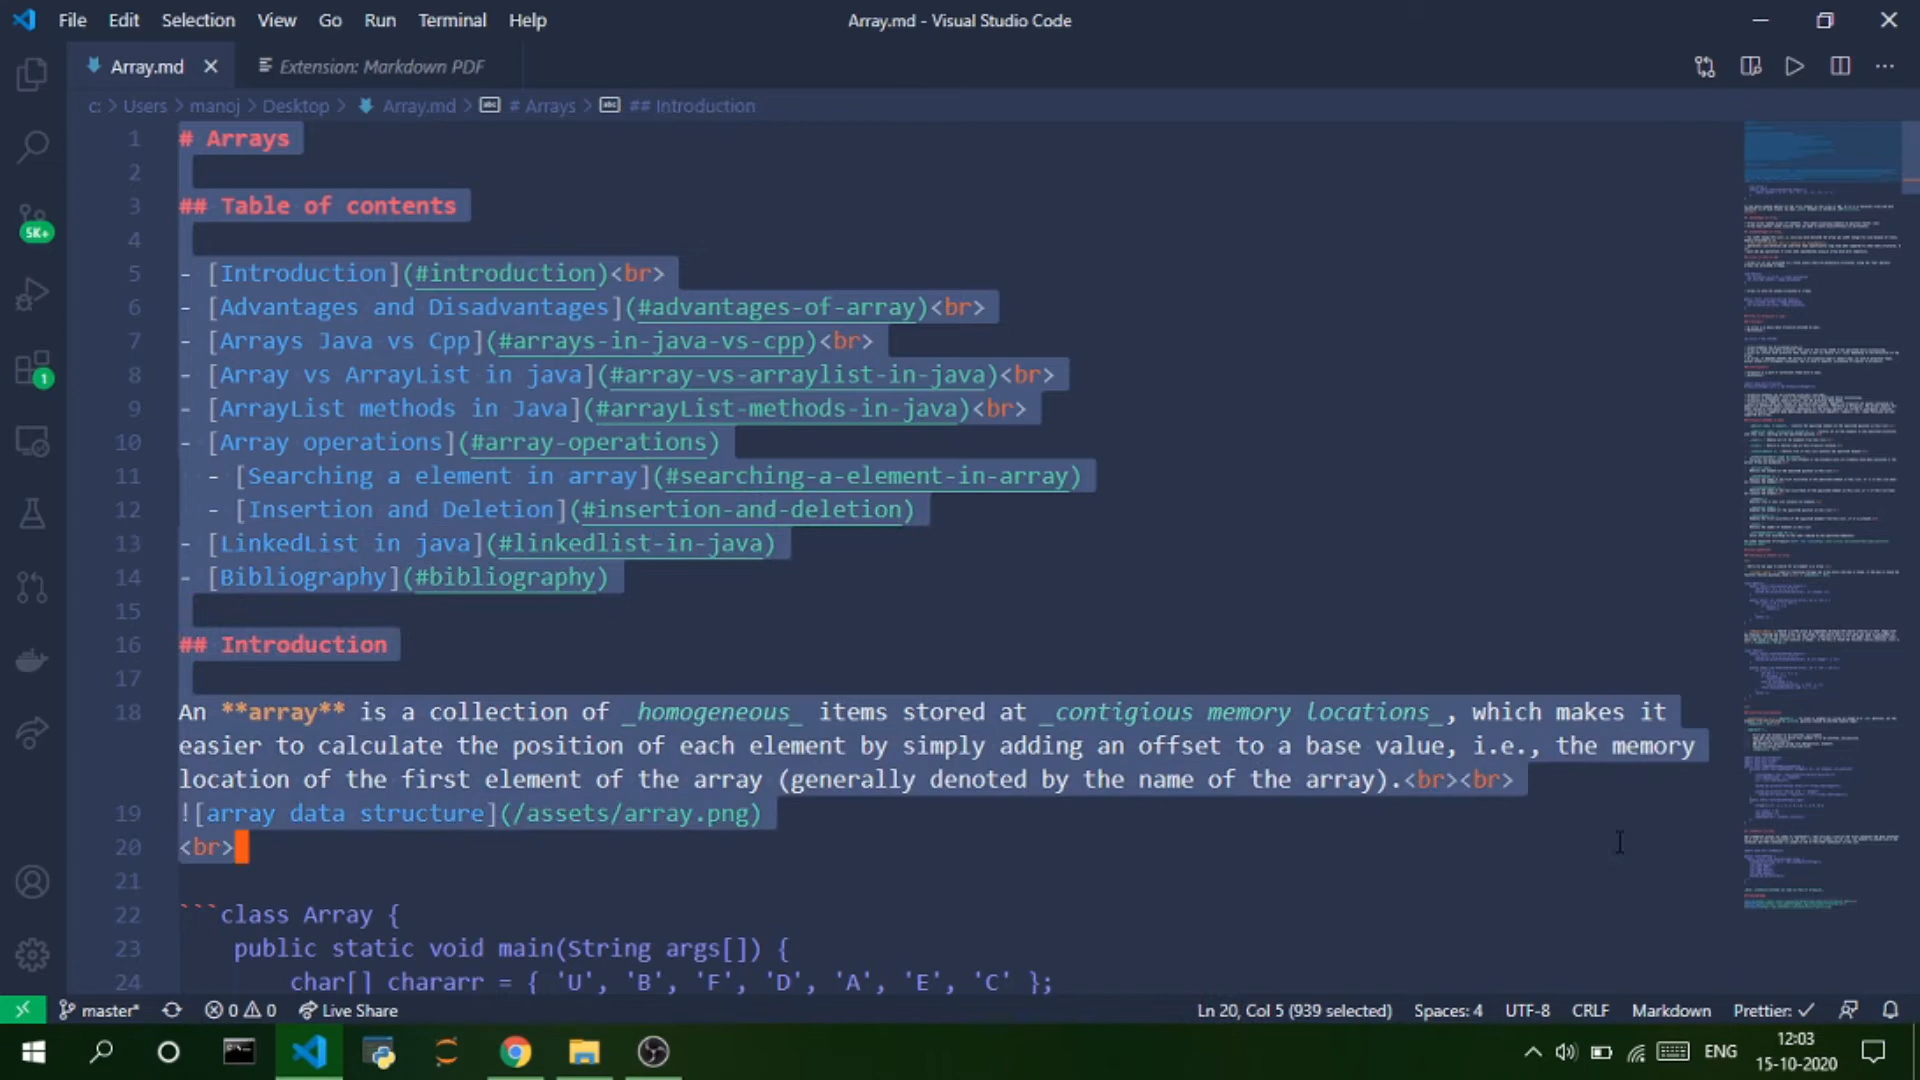 File Edit Selection View Go Run Terminal Help
Array.md - Visual Studio Code
Array.md Extension: Markdown PDF
c: > Users > manoj > Desktop > Array.md > # Arrays > ## Introduction
1 # Arrays
2
3 ## Table of contents
4
5 - [Introduction](#introduction)<br>
6 - [Advantages and Disadvantages](#advantages-of-array)<br>
7 - [Arrays Java vs Cpp](#arrays-in-java-vs-cpp)<br>
8 - [Array vs ArrayList in java](#array-vs-arraylist-in-java)<br>
9 - [ArrayList methods in Java](#arrayList-methods-in-java)<br>
10 - [Array operations](#array-operations)
11 - [Searching a element in array](#searching-a-element-in-array)
12 - [Insertion and Deletion](#insertion-and-deletion)
13 - [LinkedList in java](#linkedlist-in-java)
14 - [Bibliography](#bibliography)
15
16 ## Introduction
17
18 An **array** is a collection of _homogeneous_ items stored at _contigious memory locations_, which makes it
easier to calculate the position of each element by simply adding an offset to a base value, i.e., the memory
location of the first element of the array (generally denoted by the name of the array).<br><br>
19 ![array data structure](/assets/array.png)
20 <br>
21
22 ```class Array {
23 public static void main(String args[]) {
24 char[] chararr = { 'U', 'B', 'F', 'D', 'A', 'E', 'C' };
5K+
1
master* 0 0 Live Share
Ln 20, Col 5 (939 selected) Spaces: 4 UTF-8 CRLF Markdown Prettier: ✓
ENG
12:03
15-10-2020